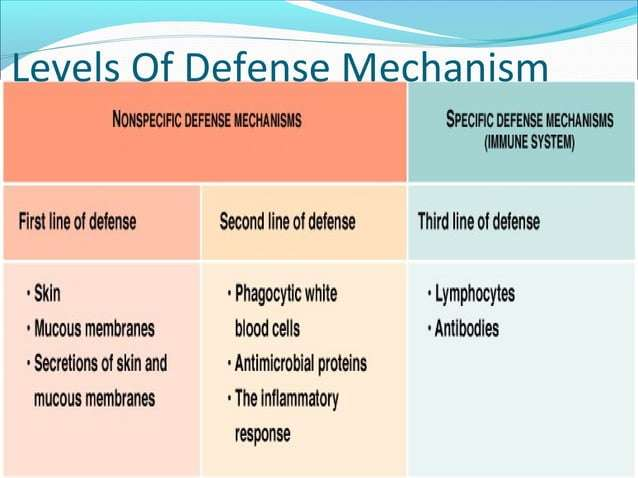 Levels Of Defense Mechanism
NONSPECIFIC DEFENSE MECHANISMS
SPECIFIC DEFENSE MECHANISMS
(IMMUNE SYSTEM)
First line of defense
Second line of defense
Third line of defense
• Skin
• Mucous membranes
• Secretions of skin and
mucous membranes
• Phagocytic white
blood cells
• Antimicrobial proteins
• The inflammatory
response
• Lymphocytes
• Antibodies